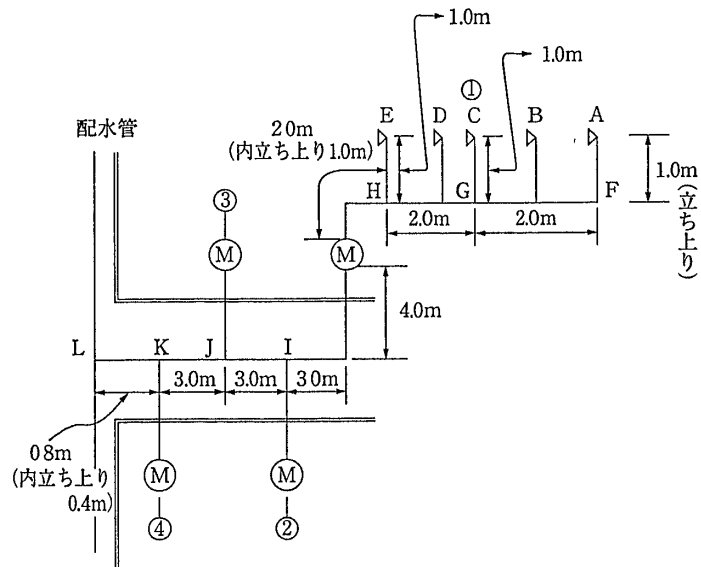 1.0m
1.0m
①
E D C B A
配水管
20m
(内立ち上り1.0m)
1.0m
(立ち上り)
H G F
③
2.0m 2.0m
M M
4.0m
L K J I
3.0m 3.0m 30m
08m
(内立ち上り
0.4m)
M M
④ ②